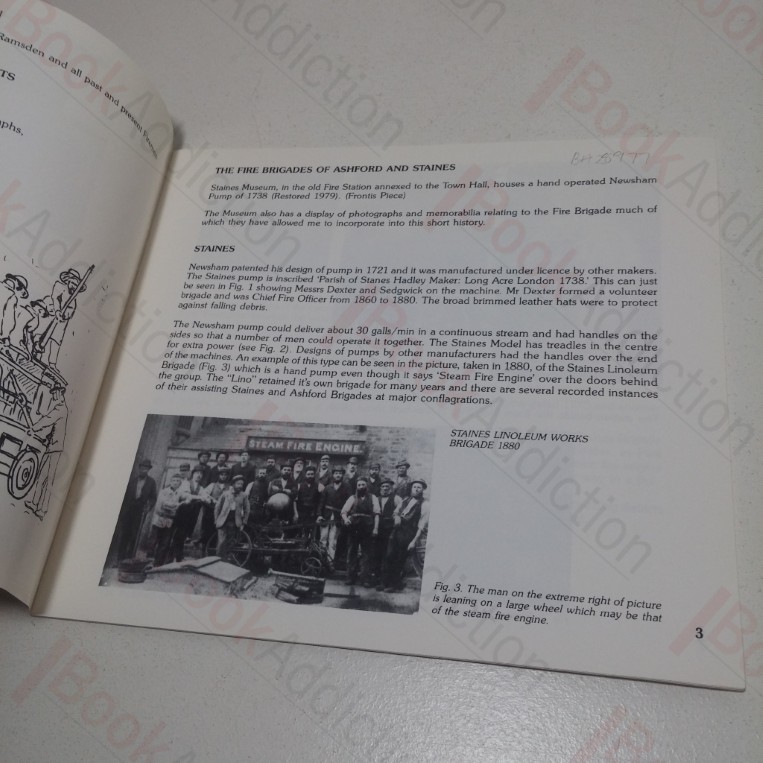 Ramsden and all past and present Firemen
TS
phs,
BH 28977
THE FIRE BRIGADES OF ASHFORD AND STAINES
Staines Museum, in the old Fire Station annexed to the Town Hall, houses a hand operated Newsham
Pump of 1738 (Restored 1979). (Frontis Piece)
The Museum also has a display of photographs and memorabilia relating to the Fire Brigade much of
which they have allowed me to incorporate into this short history.
STAINES
Newsham patented his design of pump in 1721 and it was manufactured under licence by other makers.
The Staines pump is inscribed 'Parish of Stanes Hadley Maker: Long Acre London 1738.' This can just
be seen in Fig. 1 showing Messrs Dexter and Sedgwick on the machine. Mr Dexter formed a volunteer
brigade and was Chief Fire Officer from 1860 to 1880. The broad brimmed leather hats were to protect
against falling debris.
The Newsham pump could deliver about 30 galls/min in a continuous stream and had handles on the
sides so that a number of men could operate it together. The Staines Model has treadles in the centre
for extra power (see Fig. 2). Designs of pumps by other manufacturers had the handles over the end
of the machines. An example of this type can be seen in the picture, taken in 1880, of the Staines Linoleum
Brigade (Fig. 3) which is a hand pump even though it says 'Steam Fire Engine' over the doors behind
the group. The "Lino" retained it's own brigade for many years and there are several recorded instances
of their assisting Staines and Ashford Brigades at major conflagrations.
STEAM FIRE ENGINE.
STAINES LINOLEUM WORKS
BRIGADE 1880
Fig. 3. The man on the extreme right of picture
is leaning on a large wheel which may be that
of the steam fire engine.
3
BookAddiction